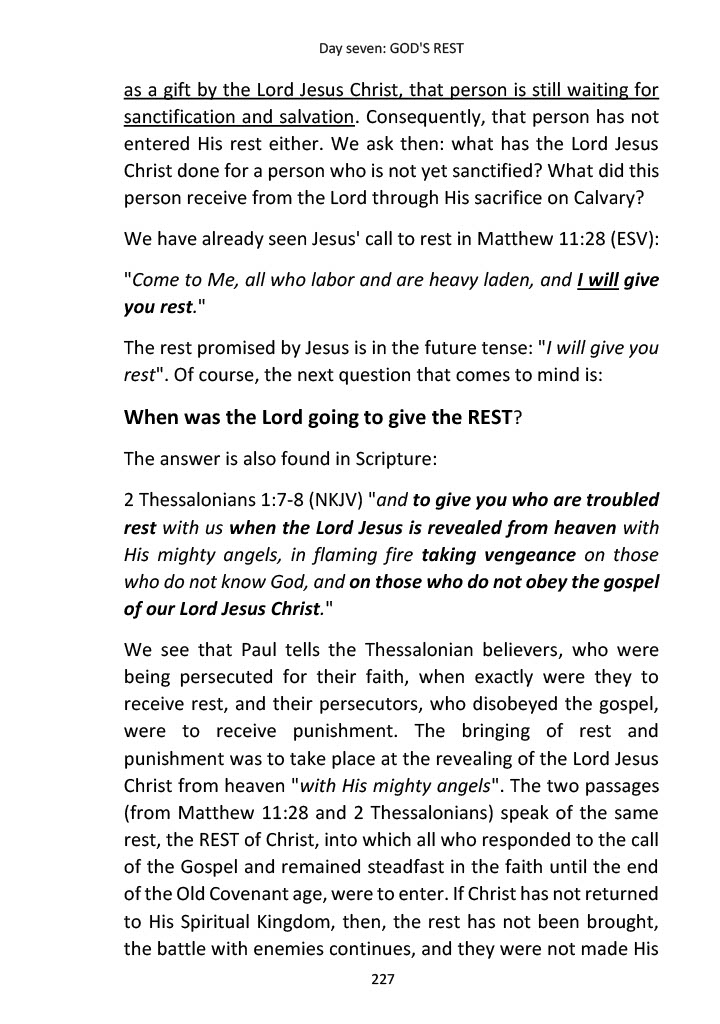 Day seven: GOD'S REST
as a gift by the Lord Jesus Christ, that person is still waiting for
sanctification and salvation. Consequently, that person has not
entered His rest either. We ask then: what has the Lord Jesus
Christ done for a person who is not yet sanctified? What did this
person receive from the Lord through His sacrifice on Calvary?
We have already seen Jesus' call to rest in Matthew 11:28 (ESV):
"Come to Me, all who labor and are heavy laden, and I will give
you rest."
The rest promised by Jesus is in the future tense: "I will give you
rest". Of course, the next question that comes to mind is:
When was the Lord going to give the REST?
The answer is also found in Scripture:
2 Thessalonians 1:7-8 (NKJV) "and to give you who are troubled
rest with us when the Lord Jesus is revealed from heaven with
His mighty angels, in flaming fire taking vengeance on those
who do not know God, and on those who do not obey the gospel
of our Lord Jesus Christ."
We see that Paul tells the Thessalonian believers, who were
being persecuted for their faith, when exactly were they to
receive rest, and their persecutors, who disobeyed the gospel,
were to receive punishment. The bringing of rest and
punishment was to take place at the revealing of the Lord Jesus
Christ from heaven "with His mighty angels". The two passages
(from Matthew 11:28 and 2 Thessalonians) speak of the same
rest, the REST of Christ, into which all who responded to the call
of the Gospel and remained steadfast in the faith until the end
of the Old Covenant age, were to enter. If Christ has not returned
to His Spiritual Kingdom, then, the rest has not been brought,
the battle with enemies continues, and they were not made His
227